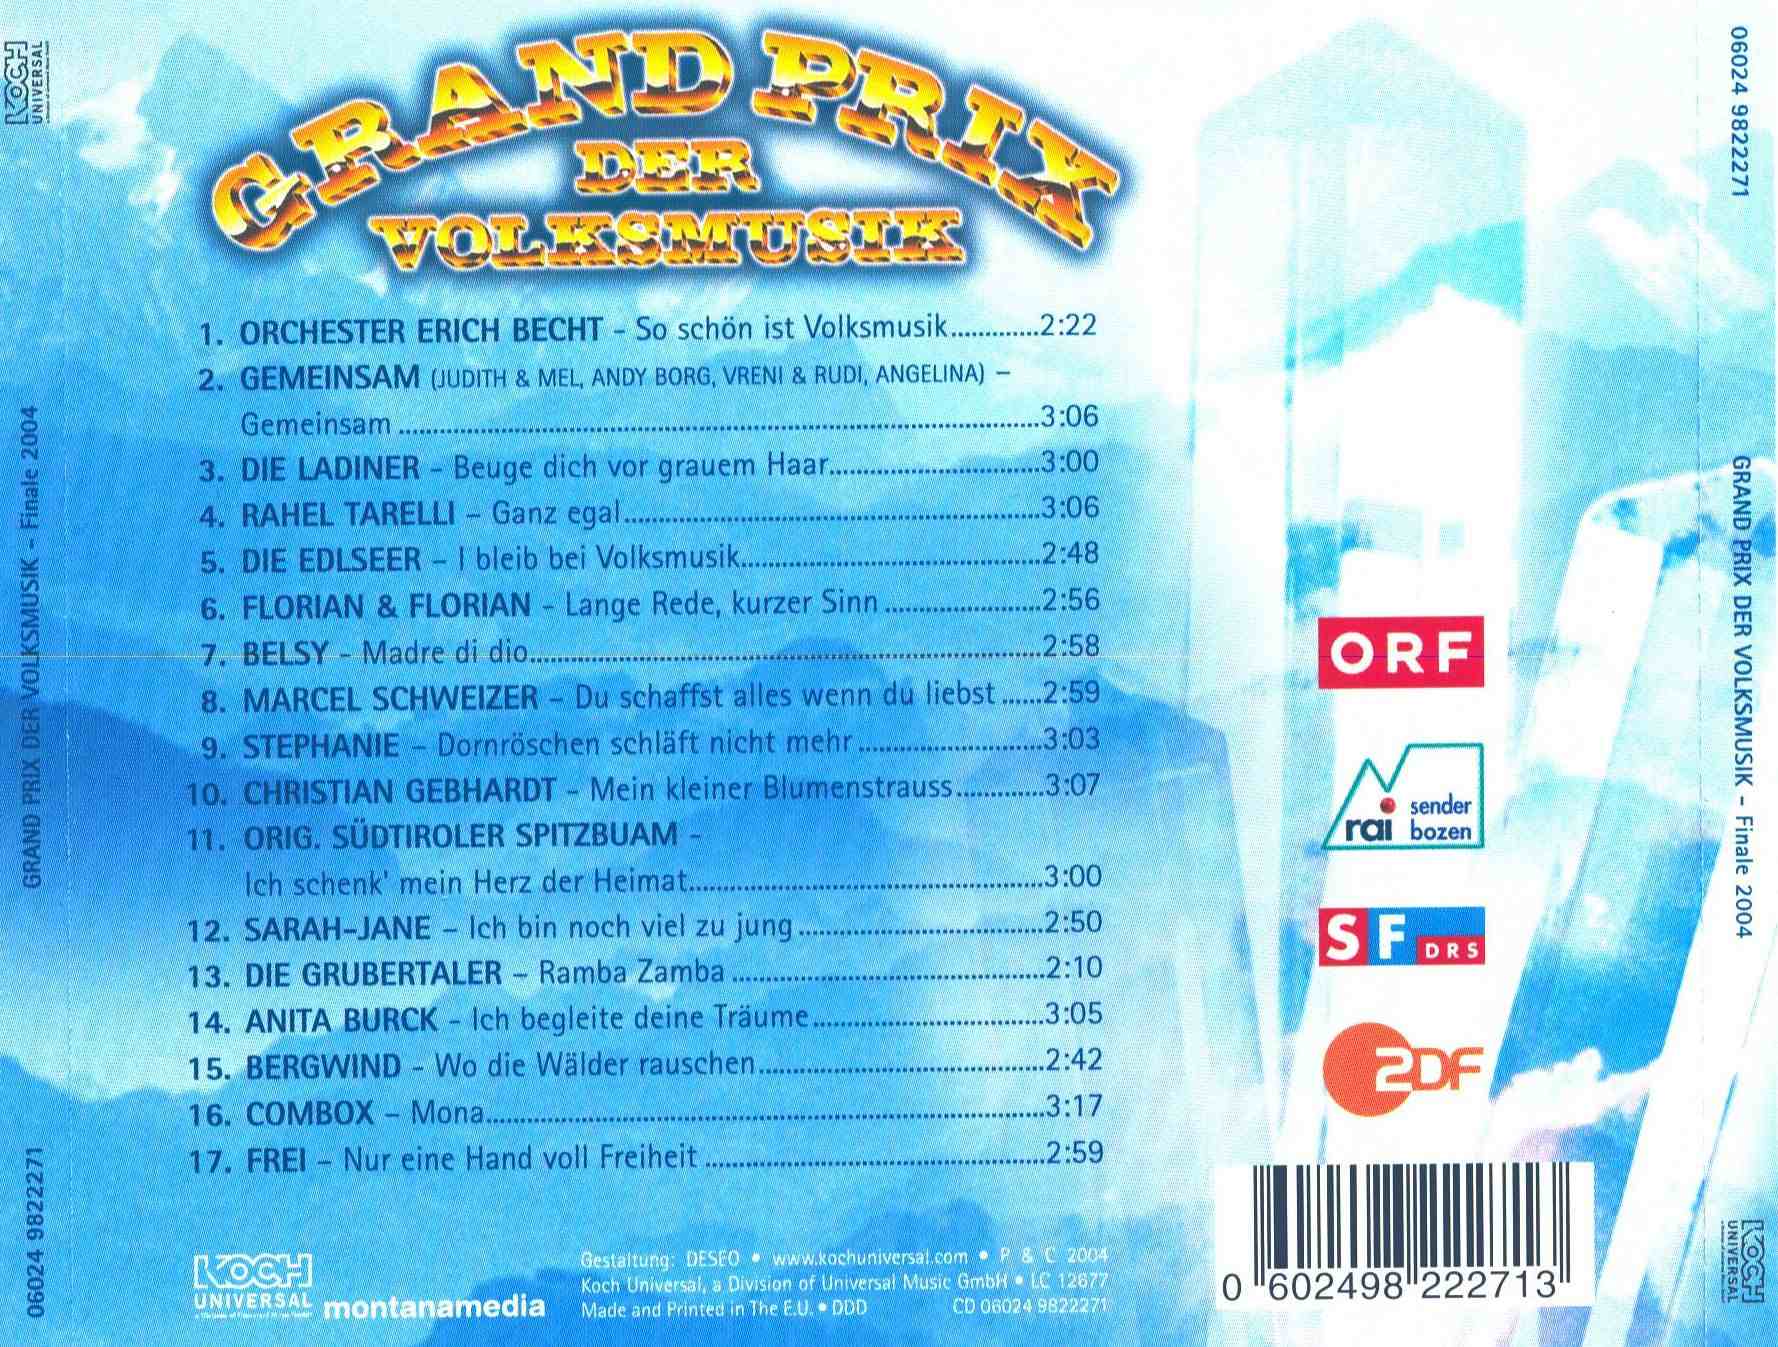 GRAND PRIX
DER
VOLKSMUSIK
1. ORCHESTER ERICH BECHT – So schön ist Volksmusik............2:22
2. GEMEINSAM (JUDITH & MEL, ANDY BORG, VRENI & RUDI, ANGELINA) –
Gemeinsam ..........3:06
3. DIE LADINER – Beuge dich vor grauem Haar..........3:00
4. RAHEL TARELLI – Ganz egal..........3:06
5. DIE EDLSEER – I bleib bei Volksmusik..........2:48
6. FLORIAN & FLORIAN – Lange Rede, kurzer Sinn ..........2:56
7. BELSY – Madre di dio..........2:58
8. MARCEL SCHWEIZER – Du schaffst alles wenn du liebst ......2:59
9. STEPHANIE – Dornröschen schläft nicht mehr ..........3:03
10. CHRISTIAN GEBHARDT – Mein kleiner Blumenstrauss............3:07
11. ORIG. SÜDTIROLER SPITZBUAM –
Ich schenk' mein Herz der Heimat..........3:00
12. SARAH-JANE – Ich bin noch viel zu jung ..........2:50
13. DIE GRUBERTALER – Ramba Zamba ..........2:10
14. ANITA BURCK – Ich begleite deine Träume..........3:05
15. BERGWIND – Wo die Wälder rauschen..........2:42
16. COMBOX – Mona..........3:17
17. FREI – Nur eine Hand voll Freiheit ..........2:59
KOCH
UNIVERSAL
montanamedia
Gestaltung: DESEO • www.kochuniversal.com • P & C 2004
Koch Universal, a Division of Universal Music GmbH • LC 12677
Made and Printed in The E.U. • DDD CD 06024 9822271
ORF
rai sender
bozen
SF DRS
ZDF
0 602498 222713
KOCH
UNIVERSAL
GRAND PRIX DER VOLKSMUSIK – Finale 2004
06024 9822271
06024 9822271
GRAND PRIX DER VOLKSMUSIK – Finale 2004
KOCH
UNIVERSAL